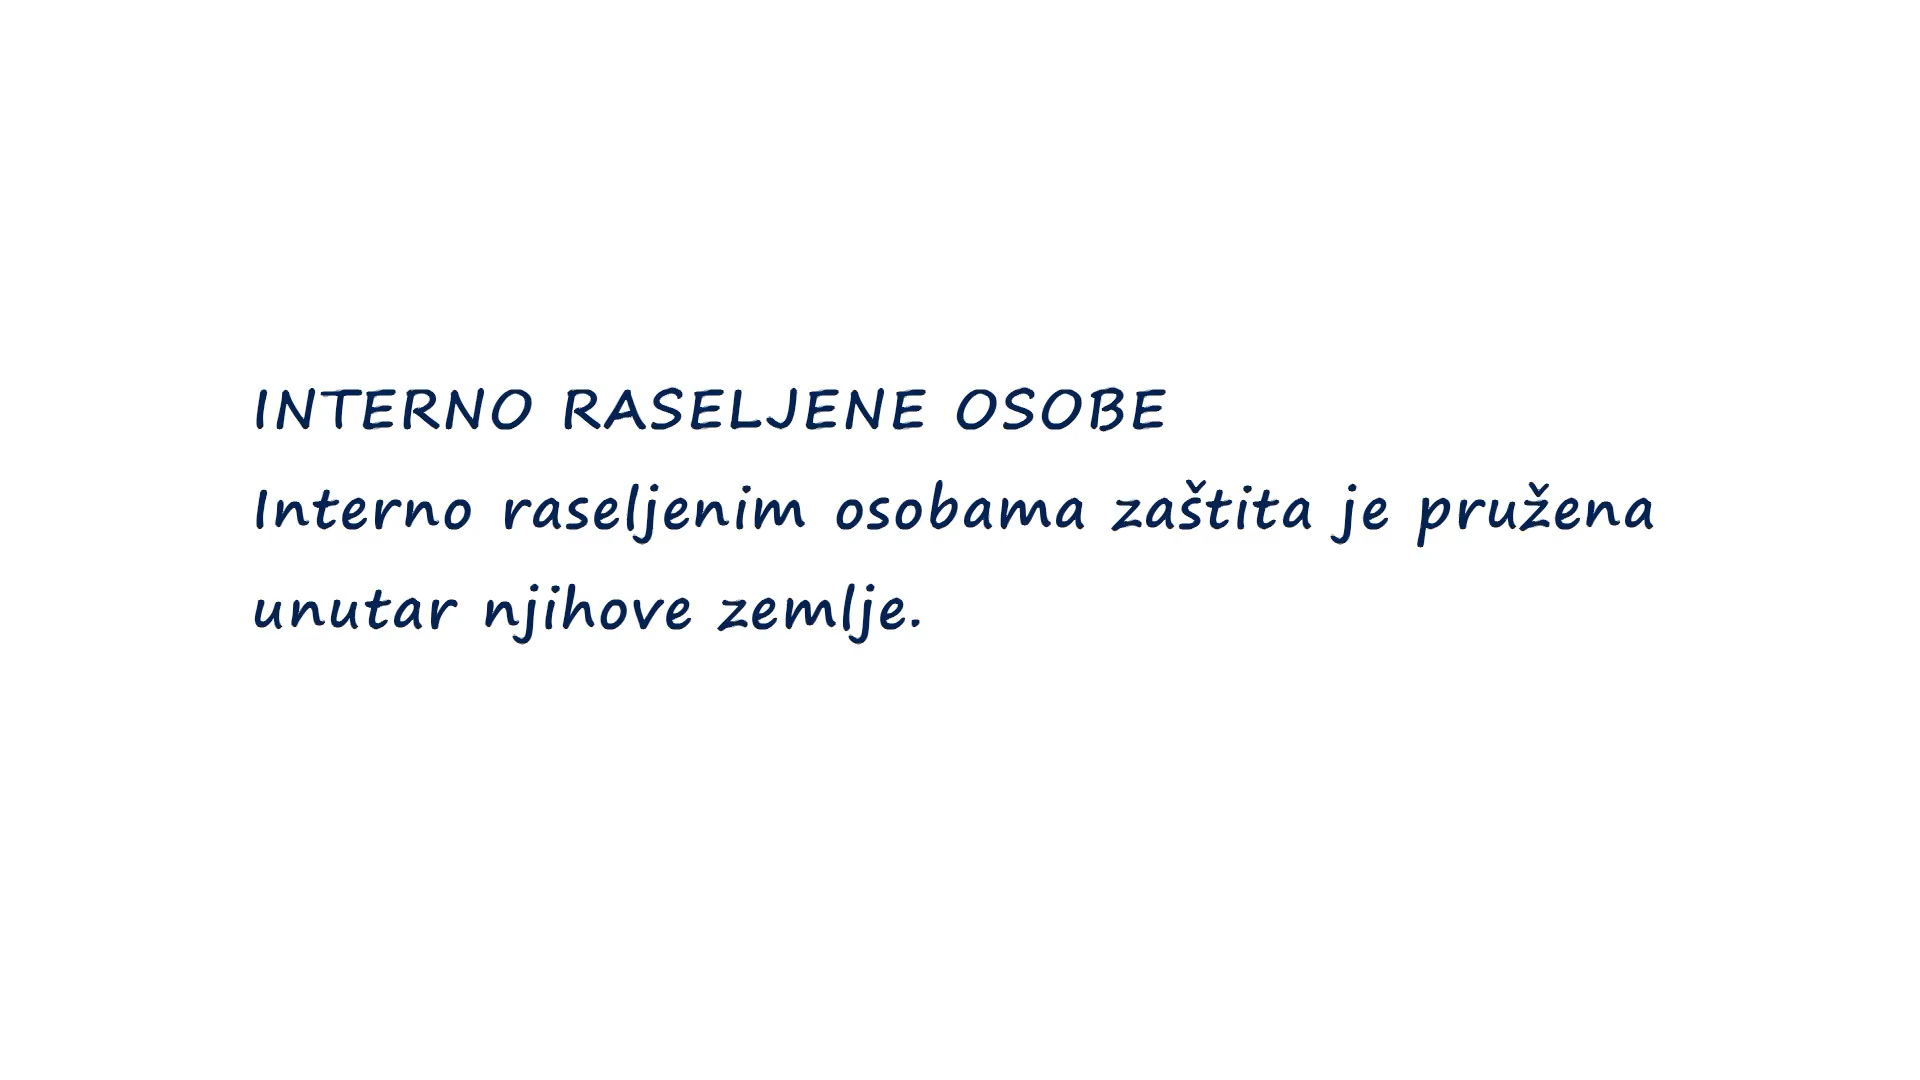 INTERNO RASELJENE OSOBE
Interno raseljenim osobama zaštita je pružena
unutar njihove zemlje.